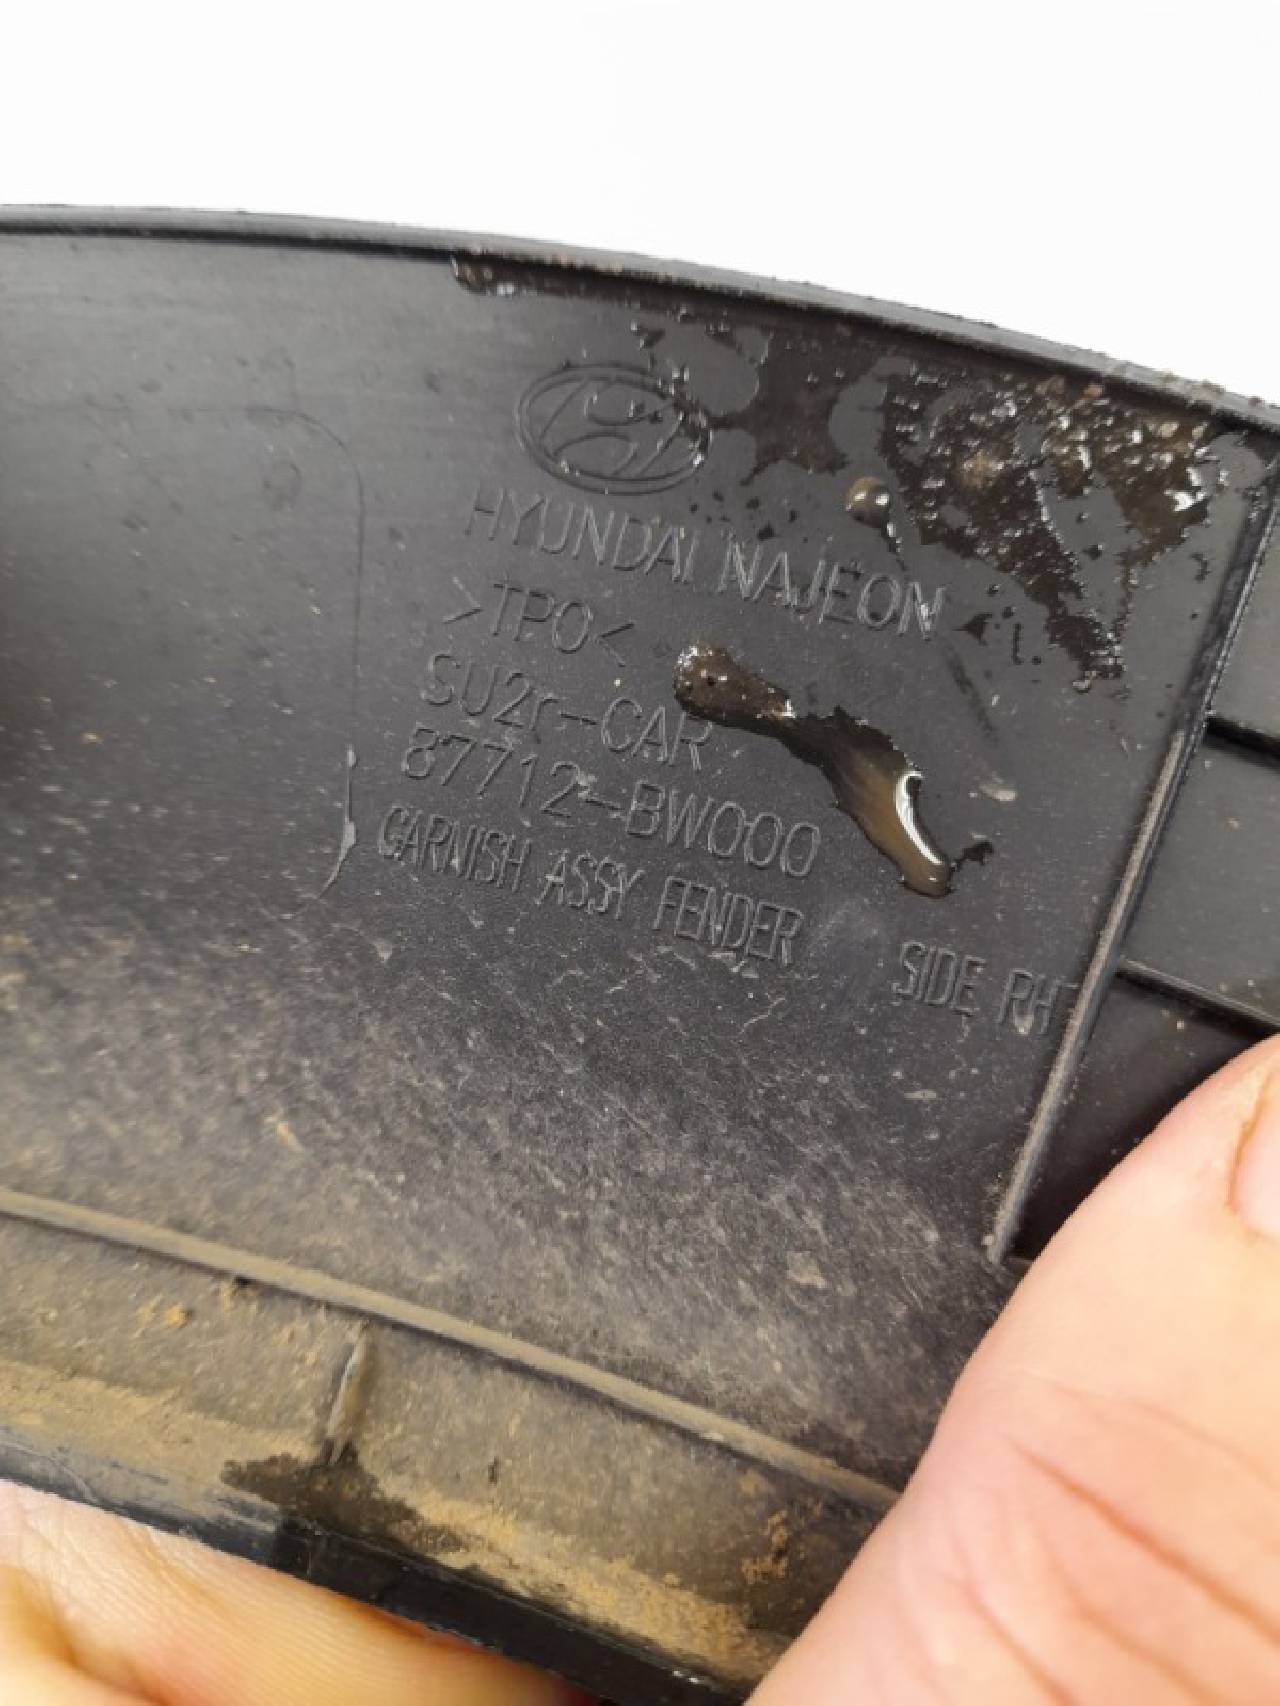 HYUNDAI NAJEON
>TPO<
SU2r-CAR
87712-BW000
GARNISH ASSY FENDER SIDE RH